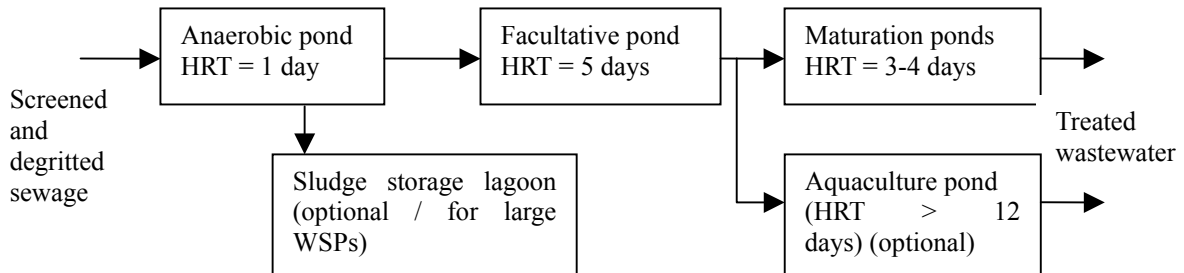 Screened
and
degritted
sewage
Anaerobic pond
HRT = 1 day
Facultative pond
HRT = 5 days
Maturation ponds
HRT = 3-4 days
Sludge storage lagoon
(optional / for large
WSPs)
Aquaculture pond
(HRT > 12
days) (optional)
Treated
wastewater